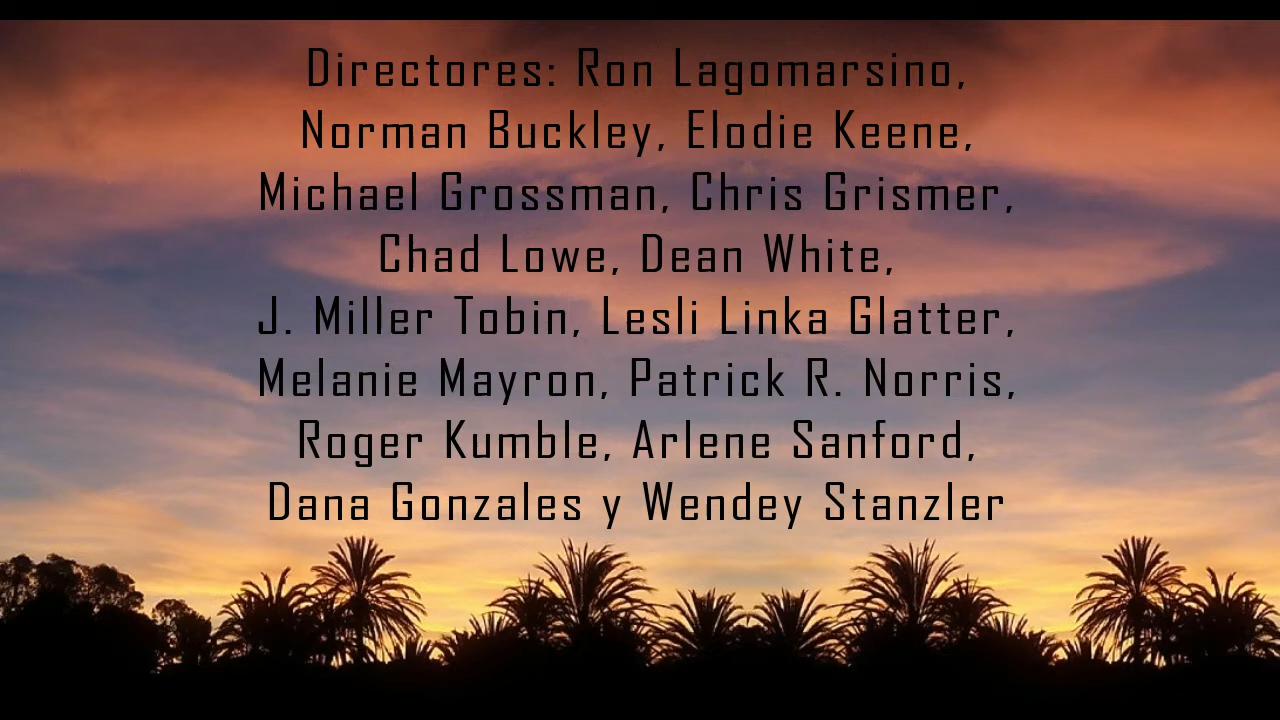 Directores: Ron Lagomarsino,
Norman Buckley, Elodie Keene,
Michael Grossman, Chris Grismer,
Chad Lowe, Dean White,
J. Miller Tobin, Lesli Linka Glatter,
Melanie Mayron, Patrick R. Norris,
Roger Kumble, Arlene Sanford,
Dana Gonzales y Wendey Stanzler